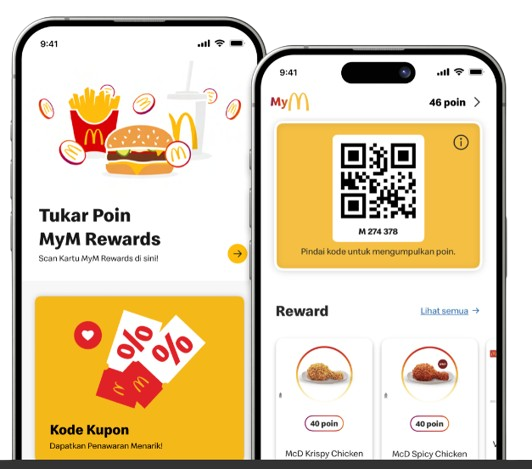 9:41
Tukar Poin
MyM Rewards
Scan Kartu MyM Rewards di sini!
Kode Kupon
Dapatkan Penawaran Menarik!
9:41
My
46 poin
M 274 378
Pindai kode untuk mengumpulkan poin.
Reward
Lihat semua
40 poin
McD Krispy Chicken
40 poin
McD Spicy Chicken